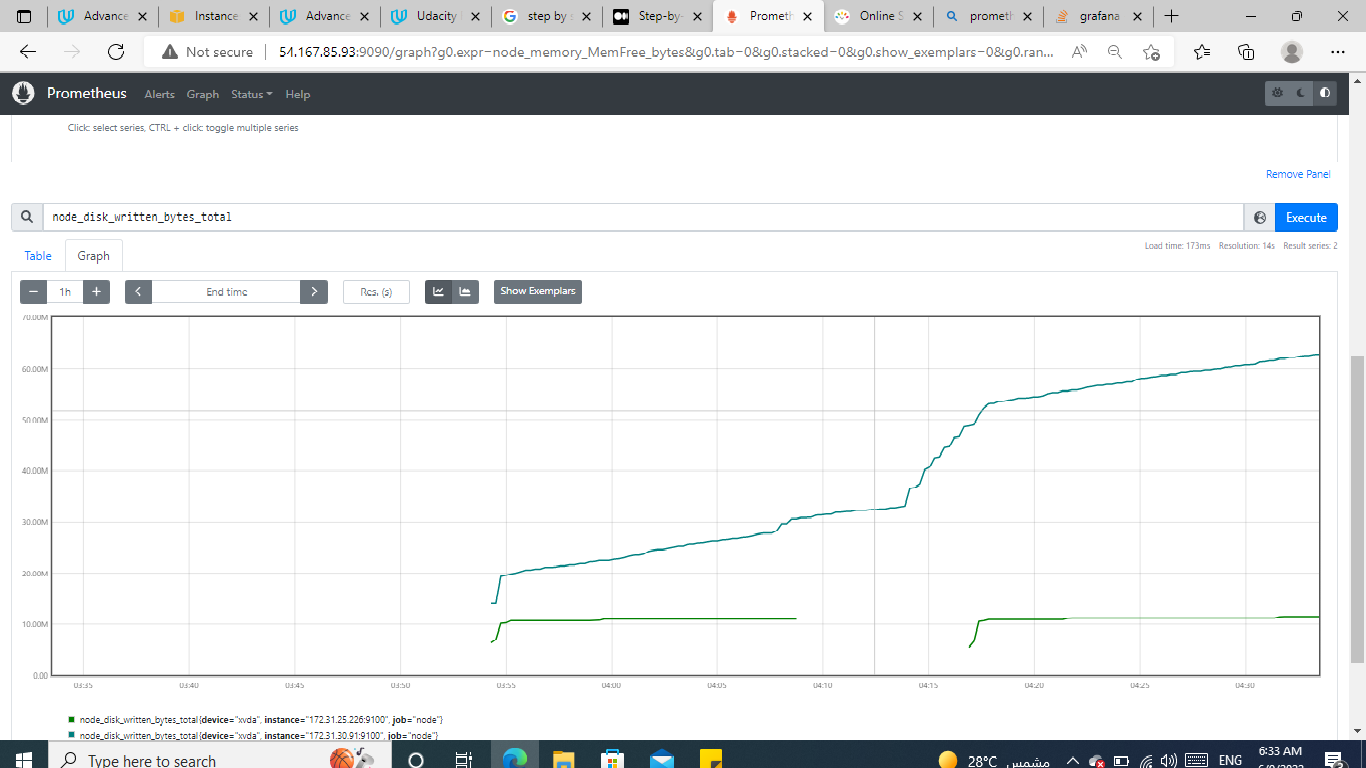 Advance
Instance
Advance
Udacity
step by s
Step-by-
Prometh
Online S
prometh
grafana
Not secure
54.167.85.93:9090/graph?g0.expr=node_memory_MemFree_bytes&g0.tab=0&g0.stacked=0&g0.show_exemplars=0&g0.ran...
Prometheus
Alerts
Graph
Status
Help
Click: select series, CTRL + click: toggle multiple series
Remove Panel
node_disk_written_bytes_total
Execute
Table
Graph
Load time: 173ms Resolution: 14s Result series: 2
1h
End time
Res. (s)
Show Exemplars
70.00M
60.00M
50.00M
40.00M
30.00M
20.00M
10.00M
0.00
03:35
03:40
03:45
03:50
03:55
04:00
04:05
04:10
04:15
04:20
04:25
04:30
node_disk_written_bytes_total{device="xvda", instance="172.31.25.226:9100", job="node"}
node_disk_written_bytes_total{device="xvda", instance="172.31.30.91:9100", job="node"}
Type here to search
28°C مشمس
ENG
6:33 AM